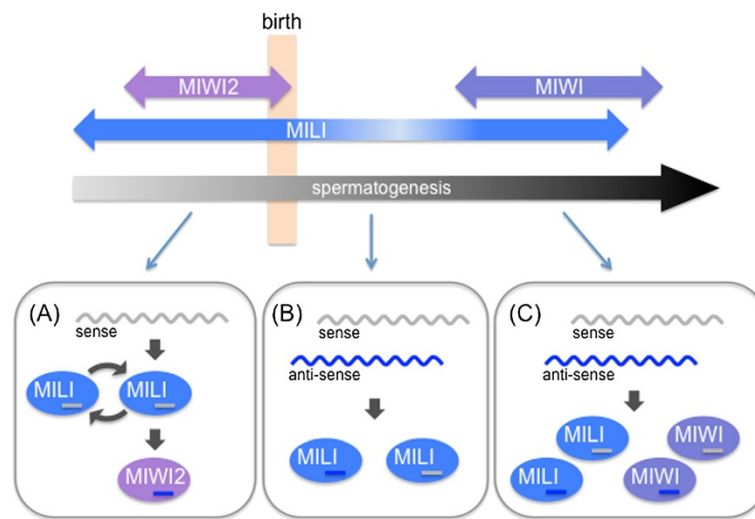 birth
MIWI2
MIWI
MILI
spermatogenesis
(A)
sense
MILI
MILI
MIWI2
(B)
sense
anti-sense
MILI
MILI
(C)
sense
anti-sense
MILI
MIWI
MILI
MIWI